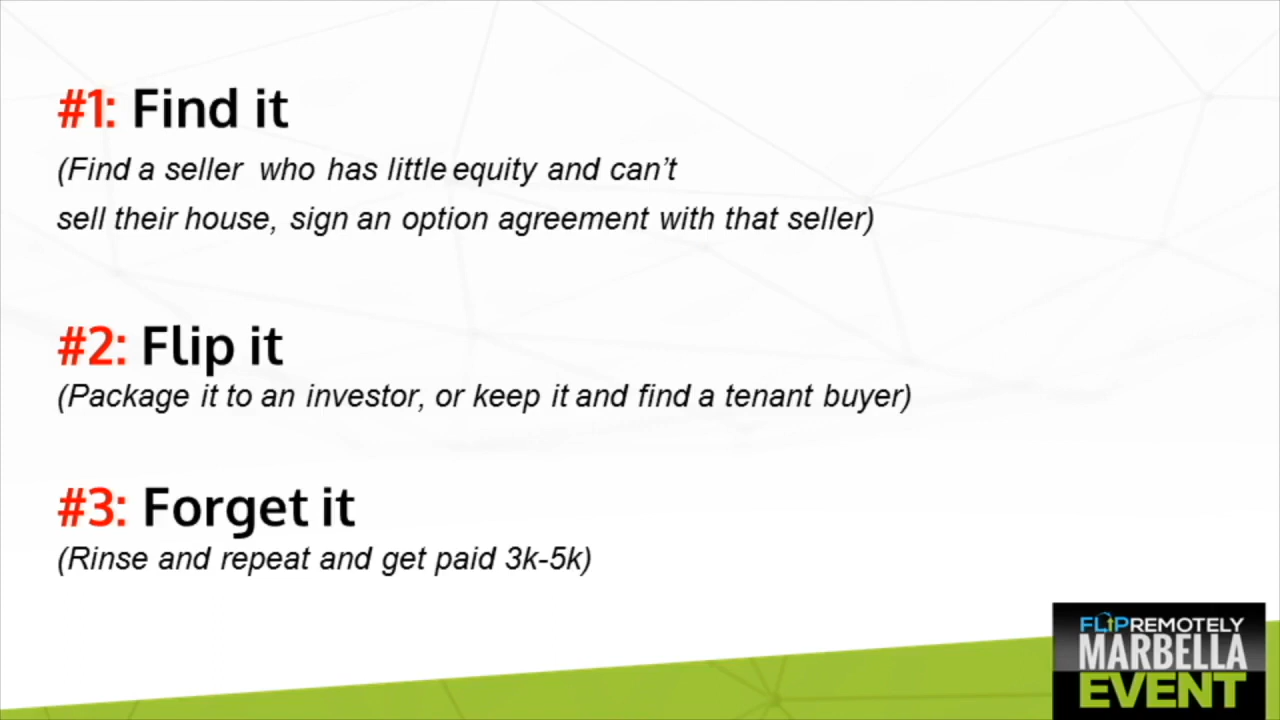 #1: Find it
(Find a seller who has little equity and can't
sell their house, sign an option agreement with that seller)
#2: Flip it
(Package it to an investor, or keep it and find a tenant buyer)
#3: Forget it
(Rinse and repeat and get paid 3k-5k)
FLIPREMOTELY
MARBELLA
EVENT